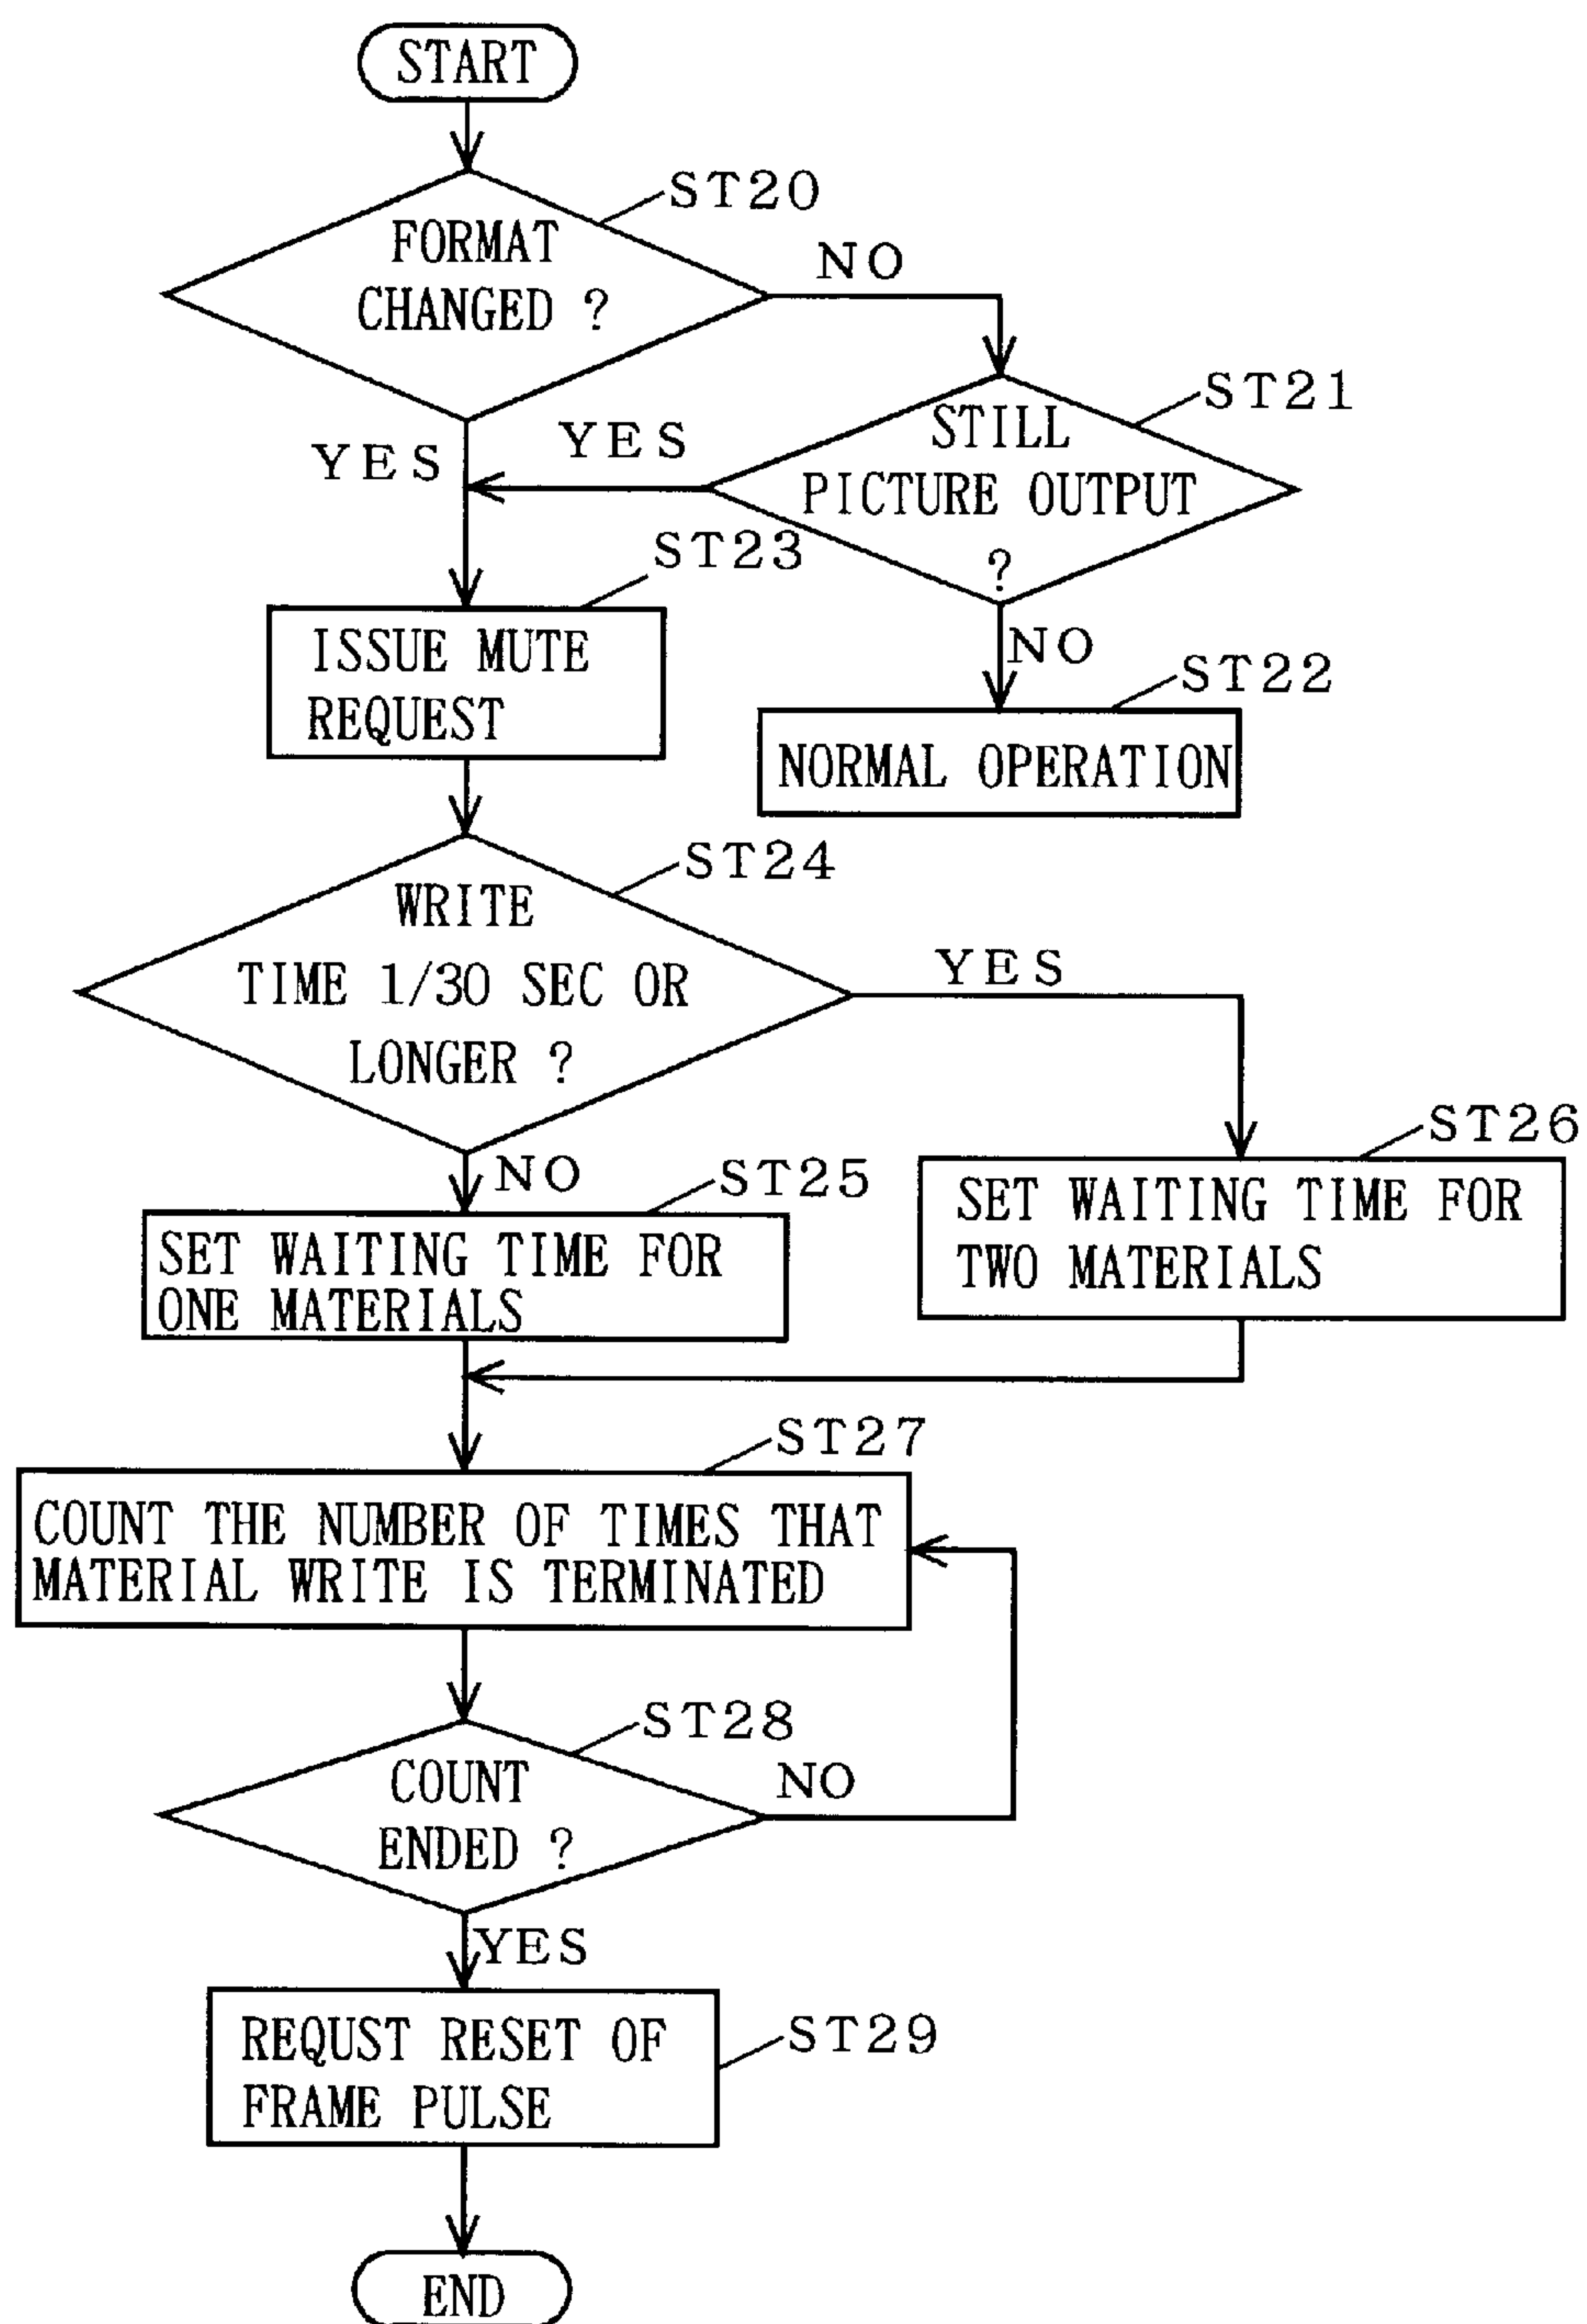 START
ST20
FORMAT
CHANGED ?
NO
ST21
STILL
PICTURE OUTPUT
?
YES
YES
ST23
ISSUE MUTE
REQUEST
NO
ST22
NORMAL OPERATION
ST24
WRITE
TIME 1/30 SEC OR
LONGER ?
YES
NO
ST25
SET WAITING TIME FOR
ONE MATERIALS
ST26
SET WAITING TIME FOR
TWO MATERIALS
ST27
COUNT THE NUMBER OF TIMES THAT
MATERIAL WRITE IS TERMINATED
ST28
COUNT
ENDED ?
NO
YES
ST29
REQUST RESET OF
FRAME PULSE
END